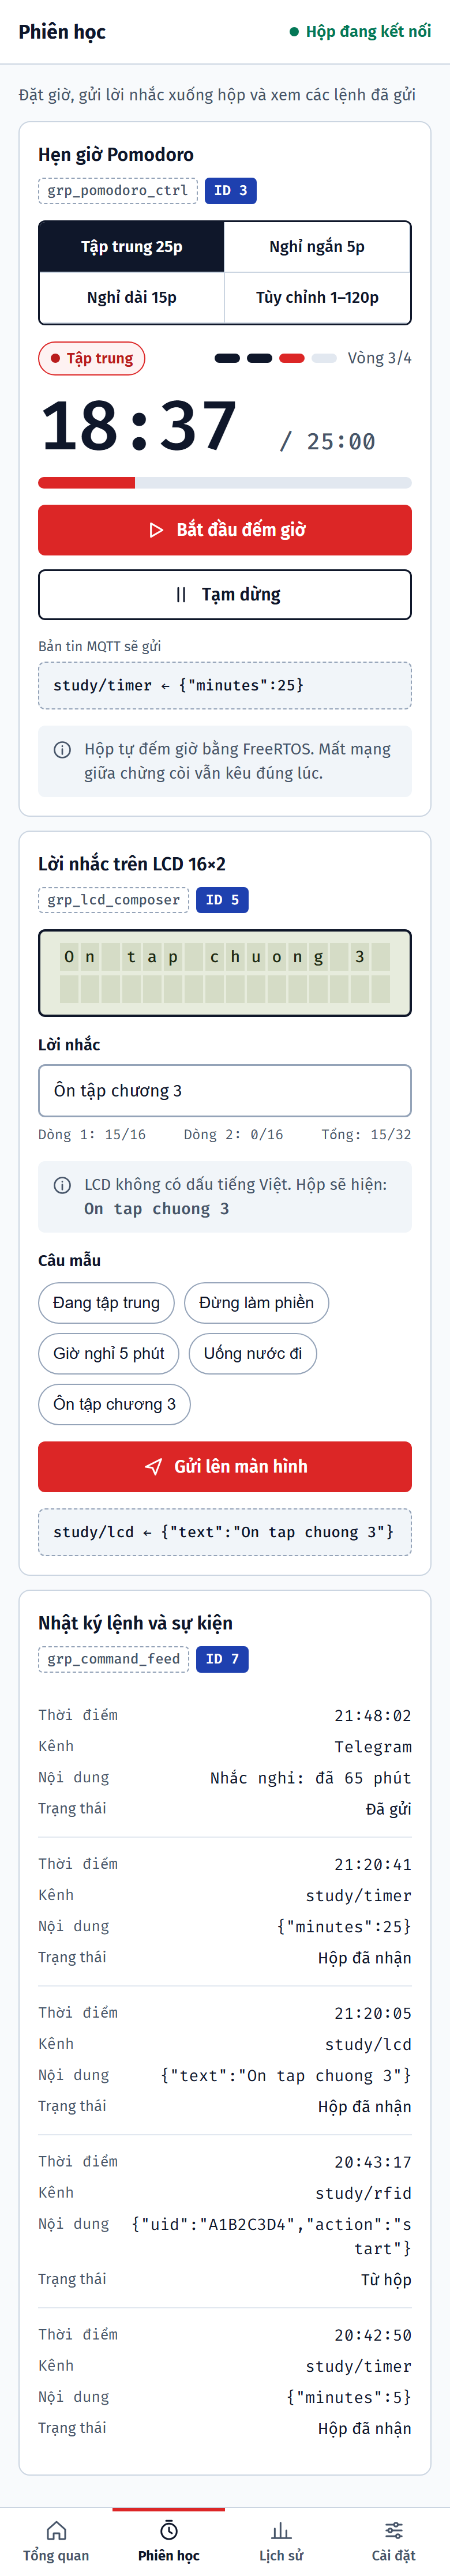 Phiên học
Hộp đang kết nối
Đặt giờ, gửi lời nhắc xuống hộp và xem các lệnh đã gửi
Hẹn giờ Pomodoro
grp_pomodoro_ctrl ID 3
Tập trung 25p
Nghỉ ngắn 5p
Nghỉ dài 15p
Tùy chỉnh 1–120p
Tập trung
Vòng 3/4
18:37 / 25:00
Bắt đầu đếm giờ
Tạm dừng
Bản tin MQTT sẽ gửi
study/timer ← {"minutes":25}
Hộp tự đếm giờ bằng FreeRTOS. Mất mạng
giữa chừng còi vẫn kêu đúng lúc.
Lời nhắc trên LCD 16×2
grp_lcd_composer ID 5
On tap chuong 3
Lời nhắc
Ôn tập chương 3
Dòng 1: 15/16 Dòng 2: 0/16 Tổng: 15/32
LCD không có dấu tiếng Việt. Hộp sẽ hiện:
On tap chuong 3
Câu mẫu
Đang tập trung
Đừng làm phiền
Giờ nghỉ 5 phút
Uống nước đi
Ôn tập chương 3
Gửi lên màn hình
study/lcd ← {"text":"On tap chuong 3"}
Nhật ký lệnh và sự kiện
grp_command_feed ID 7
Thời điểm 21:48:02
Kênh Telegram
Nội dung Nhắc nghỉ: đã 65 phút
Trạng thái Đã gửi
Thời điểm 21:20:41
Kênh study/timer
Nội dung {"minutes":25}
Trạng thái Hộp đã nhận
Thời điểm 21:20:05
Kênh study/lcd
Nội dung {"text":"On tap chuong 3"}
Trạng thái Hộp đã nhận
Thời điểm 20:43:17
Kênh study/rfid
Nội dung {"uid":"A1B2C3D4","action":"s
tart"}
Trạng thái Từ hộp
Thời điểm 20:42:50
Kênh study/timer
Nội dung {"minutes":5}
Trạng thái Hộp đã nhận
Tổng quan
Phiên học
Lịch sử
Cài đặt